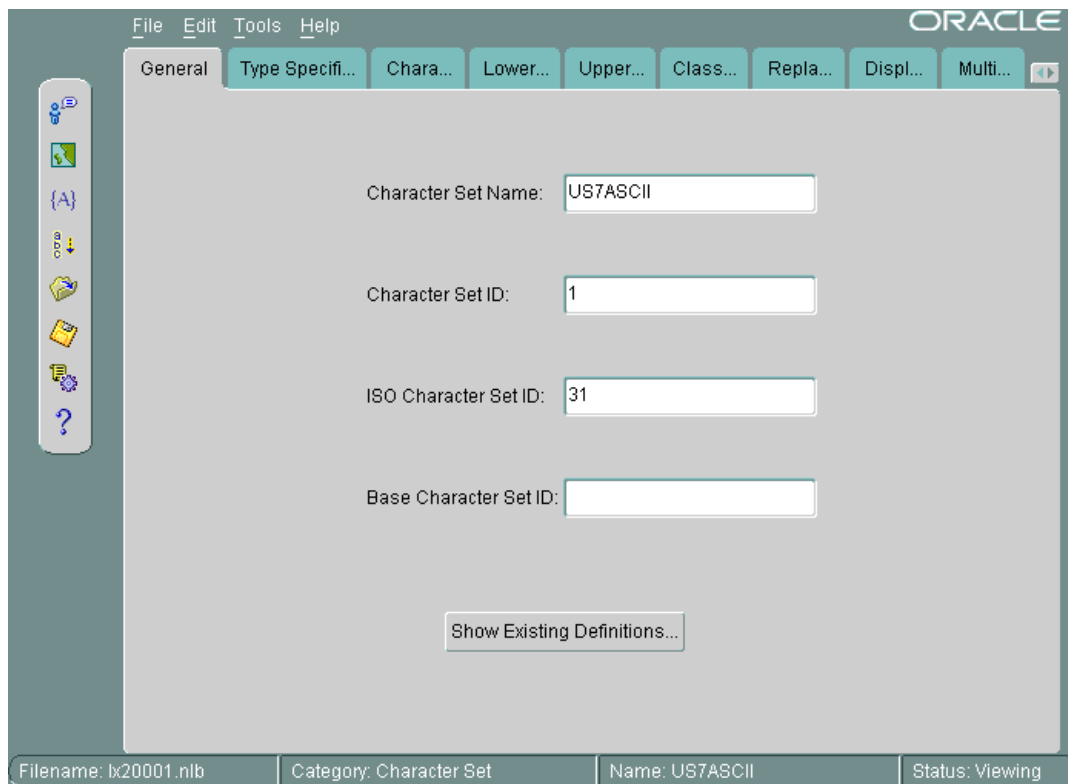 File Edit Tools Help
ORACLE
General Type Specifi... Chara... Lower... Upper... Class... Repla... Displ... Multi...
{A}
a
b
c
?
Character Set Name: US7ASCII
Character Set ID: 1
ISO Character Set ID: 31
Base Character Set ID:
Show Existing Definitions...
Filename: lx20001.nlb Category: Character Set Name: US7ASCII Status: Viewing